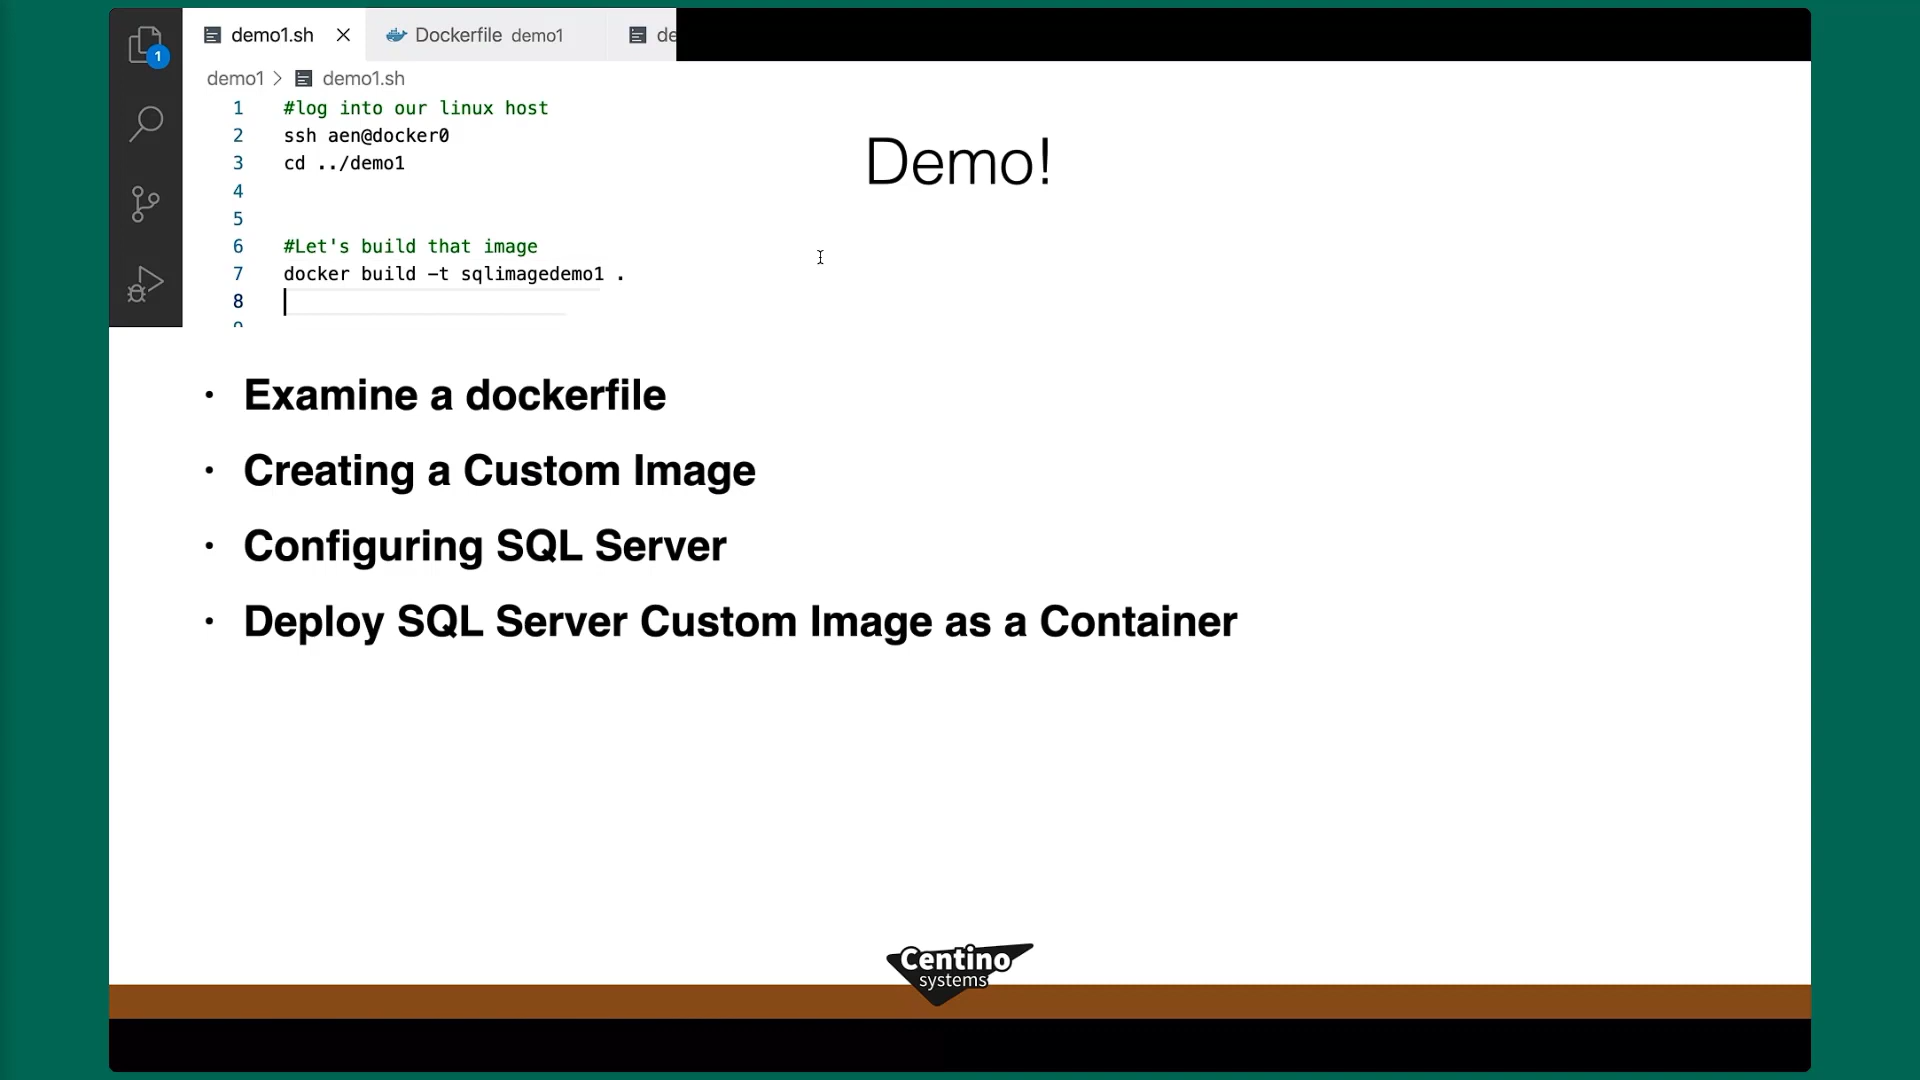 demo1.sh
Dockerfile demo1
de
1
demo1 > demo1.sh
1 #log into our linux host
2 ssh aen@docker0
3 cd ../demo1
4
5
6 #Let's build that image
7 docker build -t sqlimagedemo1 .
8
Demo!
• Examine a dockerfile
• Creating a Custom Image
• Configuring SQL Server
• Deploy SQL Server Custom Image as a Container
Centino
systems